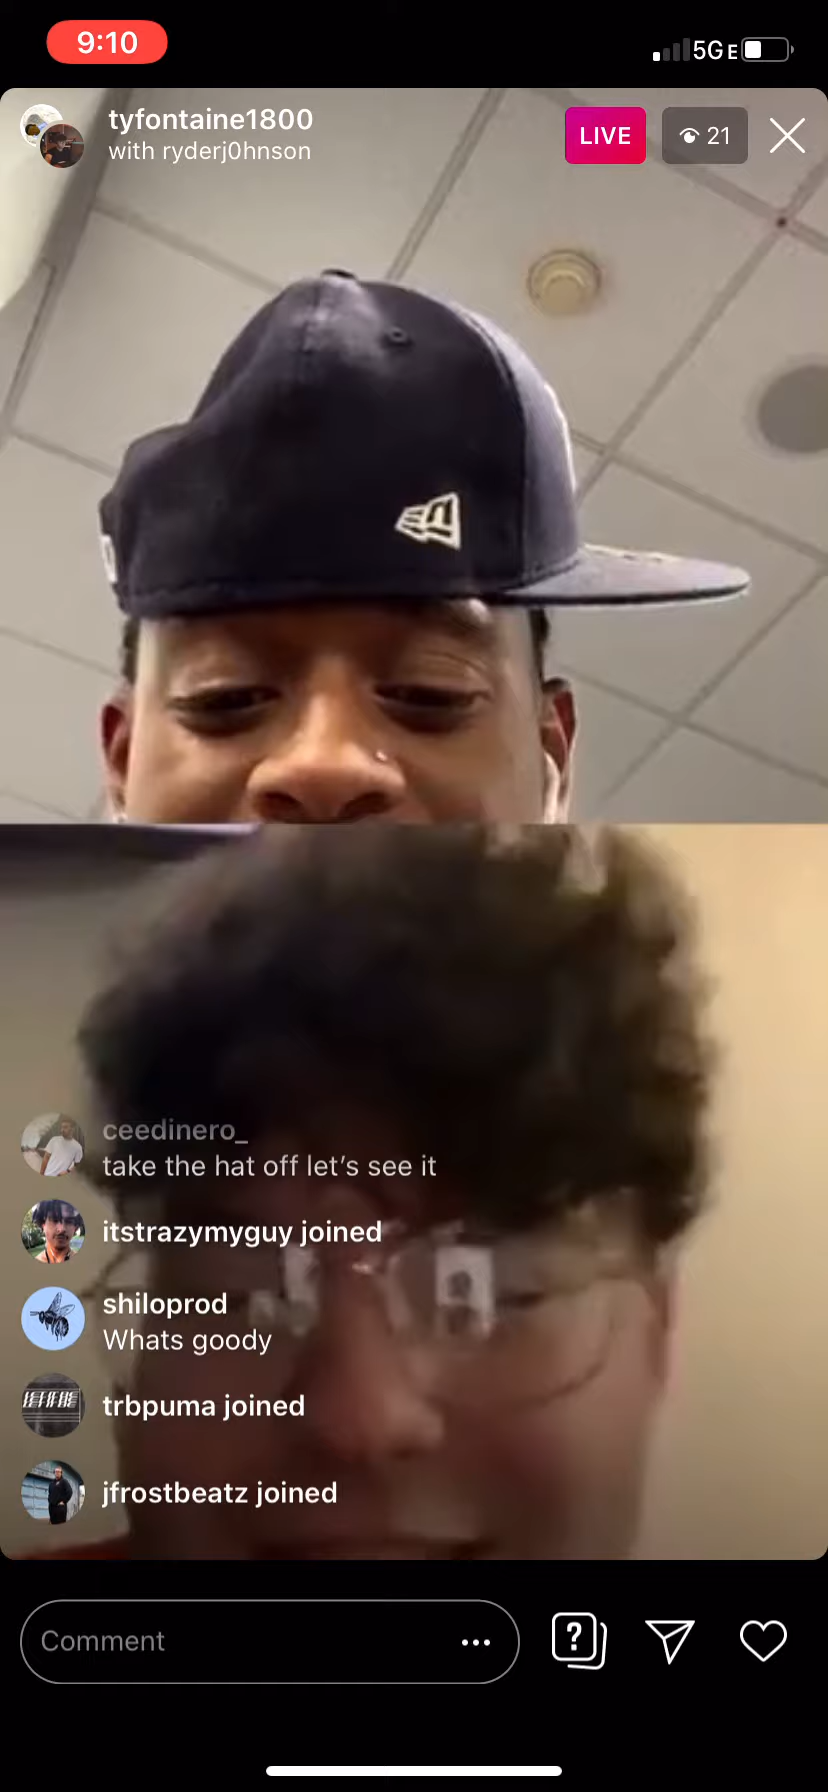 9:10
5GE
tyfontaine1800
with ryderj0hnson
LIVE
21
ceedinero_
take the hat off let's see it
itstrazymyguy joined
shiloprod
Whats goody
trbpuma joined
jfrostbeatz joined
Comment